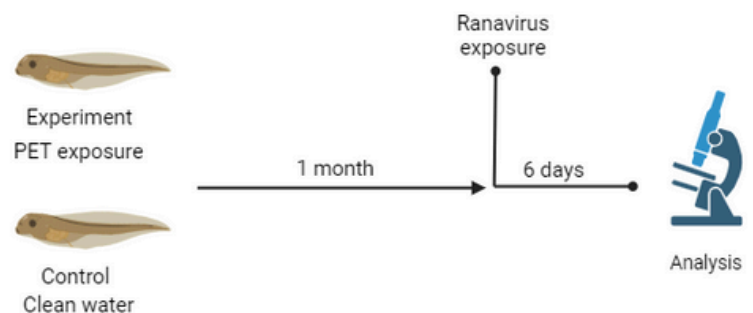 Ranavirus
exposure
Experiment
PET exposure
1 month
6 days
Control
Clean water
Analysis